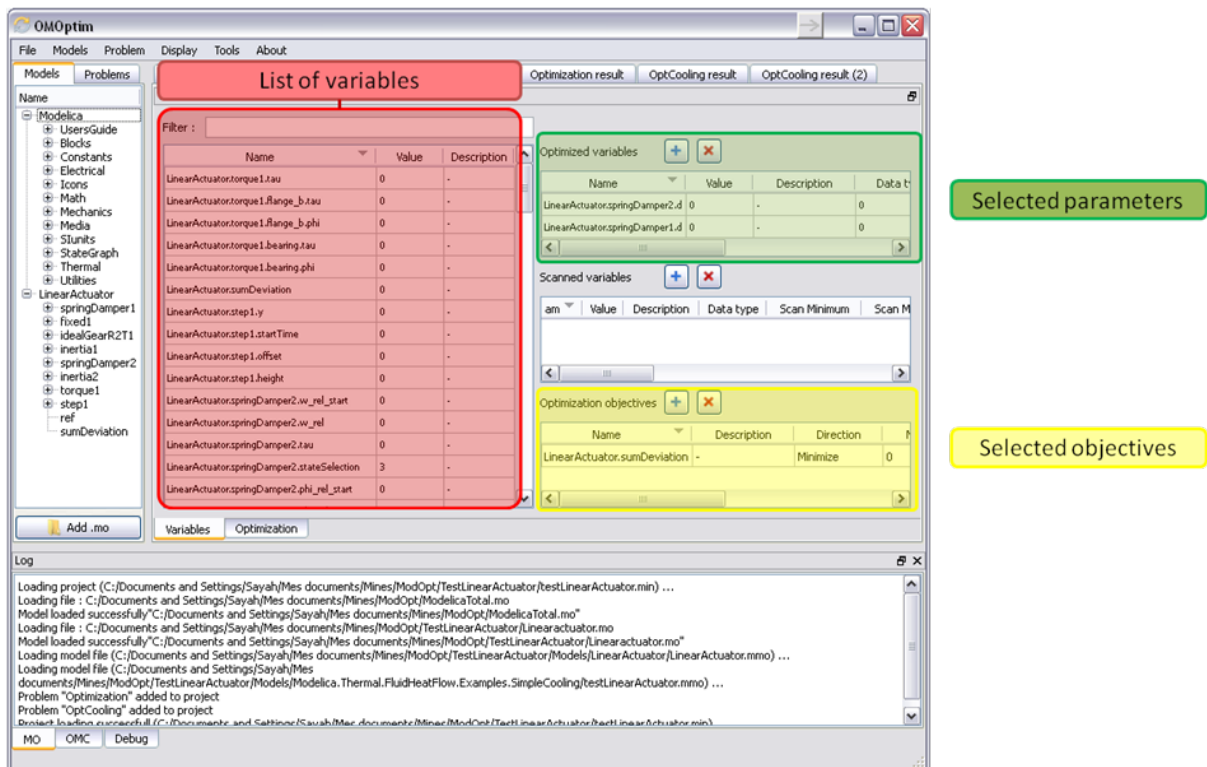 OMOptim
File Models Problem Display Tools About
Models Problems
Optimization result OptCooling result OptCooling result (2)
List of variables
Name
Modelica
UsersGuide
Blocks
Constants
Electrical
Icons
Math
Mechanics
Media
SIunits
StateGraph
Thermal
Utilities
LinearActuator
springDamper1
fixed1
idealGearR2T1
inertia1
springDamper2
inertia2
torque1
step1
ref
sumDeviation
Add .mo
Filter :
Name Value Description
LinearActuator.torque1.tau 0 -
LinearActuator.torque1.flange_b.tau 0 -
LinearActuator.torque1.flange_b.phi 0 -
LinearActuator.torque1.bearing.tau 0 -
LinearActuator.torque1.bearing.phi 0 -
LinearActuator.sumDeviation 0 -
LinearActuator.step1.y 0 -
LinearActuator.step1.startTime 0 -
LinearActuator.step1.offset 0 -
LinearActuator.step1.height 0 -
LinearActuator.springDamper2.w_rel_start 0 -
LinearActuator.springDamper2.w_rel 0 -
LinearActuator.springDamper2.tau 0 -
LinearActuator.springDamper2.stateSelection 3 -
LinearActuator.springDamper2.phi_rel_start 0 -
Optimized variables
Name Value Description Data t
LinearActuator.springDamper2.d 0 - 0
LinearActuator.springDamper1.d 0 - 0
Scanned variables
am Value Description Data type Scan Minimum Scan M
Optimization objectives
Name Description Direction
LinearActuator.sumDeviation - Minimize 0
Selected parameters
Selected objectives
Variables Optimization
Log
Loading project (C:/Documents and Settings/Sayah/Mes documents/Mines/ModOpt/TestLinearActuator/testLinearActuator.min) ...
Loading file : C:/Documents and Settings/Sayah/Mes documents/Mines/ModOpt/ModelicaTotal.mo
Model loaded successfully"C:/Documents and Settings/Sayah/Mes documents/Mines/ModOpt/ModelicaTotal.mo"
Loading file : C:/Documents and Settings/Sayah/Mes documents/Mines/ModOpt/TestLinearActuator/Linearactuator.mo
Model loaded successfully"C:/Documents and Settings/Sayah/Mes documents/Mines/ModOpt/TestLinearActuator/Linearactuator.mo"
Loading model file (C:/Documents and Settings/Sayah/Mes documents/Mines/ModOpt/TestLinearActuator/Models/LinearActuator/LinearActuator.mmo) ...
Loading model file (C:/Documents and Settings/Sayah/Mes
documents/Mines/ModOpt/TestLinearActuator/Models/Modelica.Thermal.FluidHeatFlow.Examples.SimpleCooling/testLinearActuator.mmo) ...
Problem "Optimization" added to project
Problem "OptCooling" added to project
Project loading successfull (C:/Documents and Settings/Sayah/Mes documents/Mines/ModOpt/TestLinearActuator/testLinearActuator.min)
MO OMC Debug